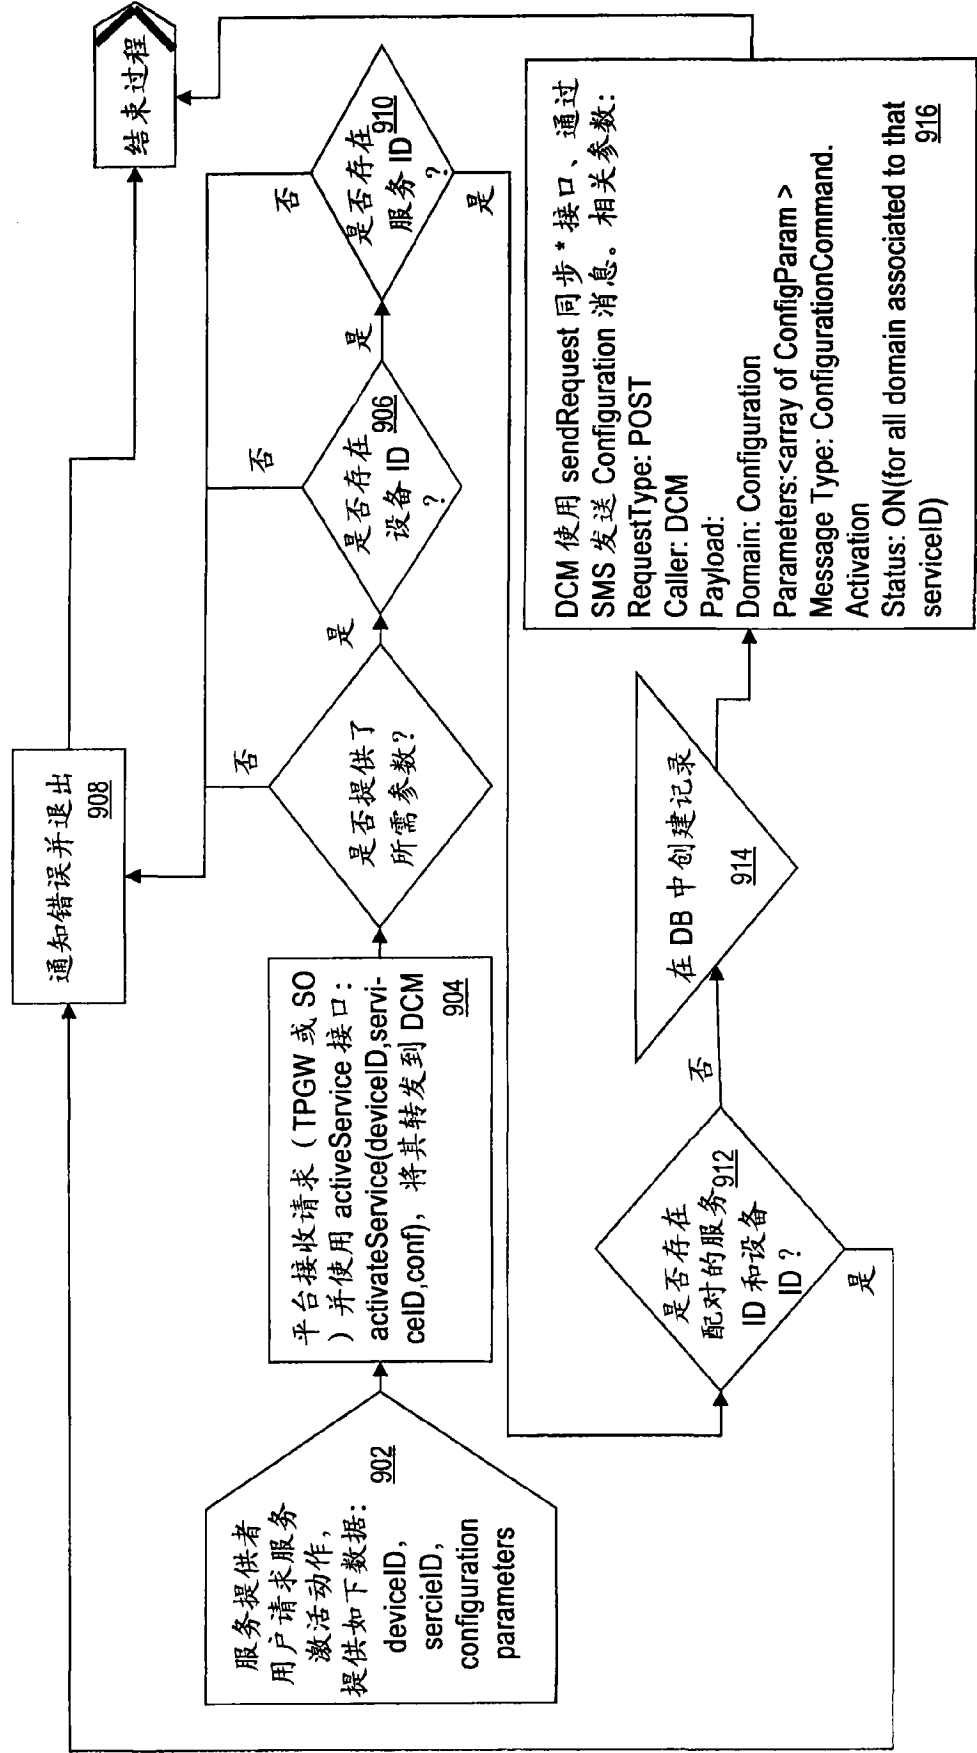 服务提供者
用户请求服务
激活动作,
提供如下数据:
deviceID,
sercieID,
configuration
parameters
902
平台接收请求（TPGW 或 SO
）并使用 activeService 接口:
activateService(deviceID,servi-
ceID,conf)，将其转发到 DCM
904
是否提供了
所需参数？
否
是
是否存在
设备 ID
？
906
否
是
是否存在
服务 ID
？
910
否
是
通知错误并退出
908
结束过程
是否存在
配对的服务
ID 和设备
ID？
912
否
是
在 DB 中创建记录
914
DCM 使用 sendRequest 同步 * 接口、通过
SMS 发送 Configuration 消息。相关参数:
RequestType: POST
Caller: DCM
Payload:
Domain: Configuration
Parameters:<array of ConfigParam >
Message Type: ConfigurationCommand.
Activation
Status: ON(for all domain associated to that
serviceID)
916